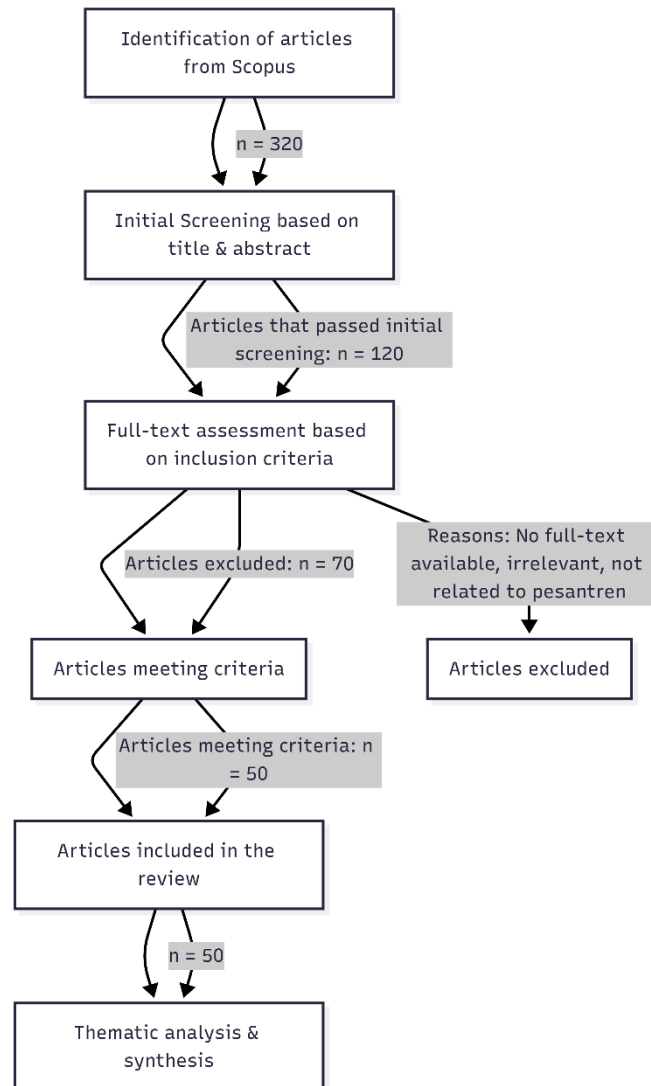 Identification of articles
from Scopus
n = 320
Initial Screening based on
title & abstract
Articles that passed initial
screening: n = 120
Full-text assessment based
on inclusion criteria
Articles excluded: n = 70
Reasons: No full-text
available, irrelevant, not
related to pesantren
Articles meeting criteria
Articles excluded
Articles meeting criteria: n
= 50
Articles included in the
review
n = 50
Thematic analysis &
synthesis